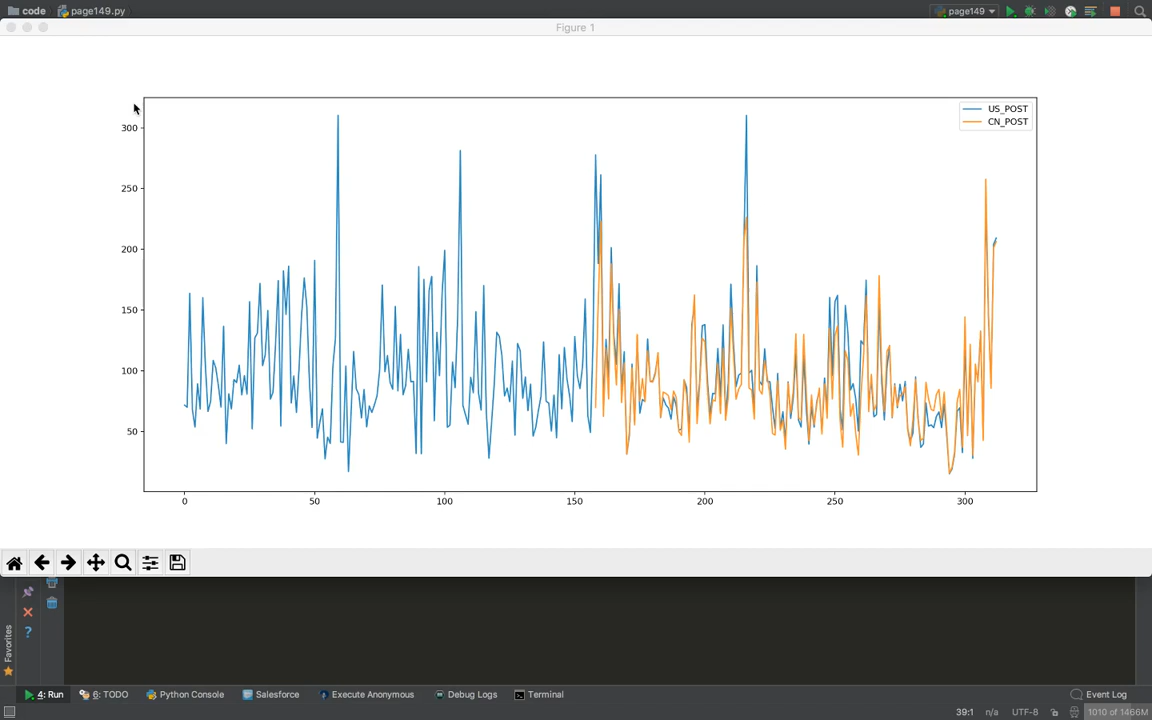 code page149.py page149
Figure 1
US_POST
CN_POST
300
250
200
150
100
50
0 50 100 150 200 250 300
?
Favorites
4: Run 6: TODO Python Console Salesforce Execute Anonymous Debug Logs Terminal Event Log
39:1 n/a UTF-8 1010 of 1466M